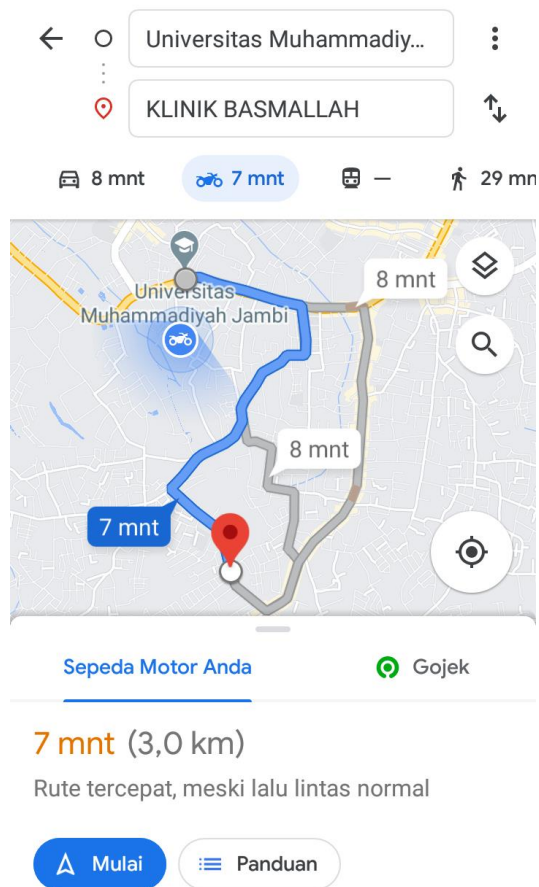 Universitas Muhammadiy...
KLINIK BASMALLAH
8 mnt
7 mnt
—
29 mn
8 mnt
Universitas
Muhammadiyah Jambi
8 mnt
7 mnt
Sepeda Motor Anda
Gojek
7 mnt (3,0 km)
Rute tercepat, meski lalu lintas normal
Mulai
Panduan